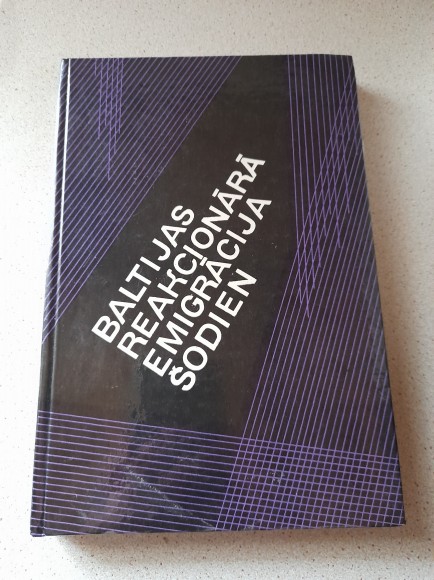 BALTIJAS
REAKCIONĀRĀ
EMIGRĀCIJA
ŠODIEN